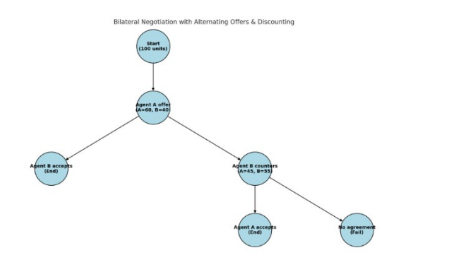 Bilateral Negotiation with Alternating Offers & Discounting
Start
(100 units)
Agent A offer
(A=60, B=40)
Agent B accepts
(End)
Agent B counters
(A=45, B=55)
Agent A accepts
(End)
No agreement
(Fail)